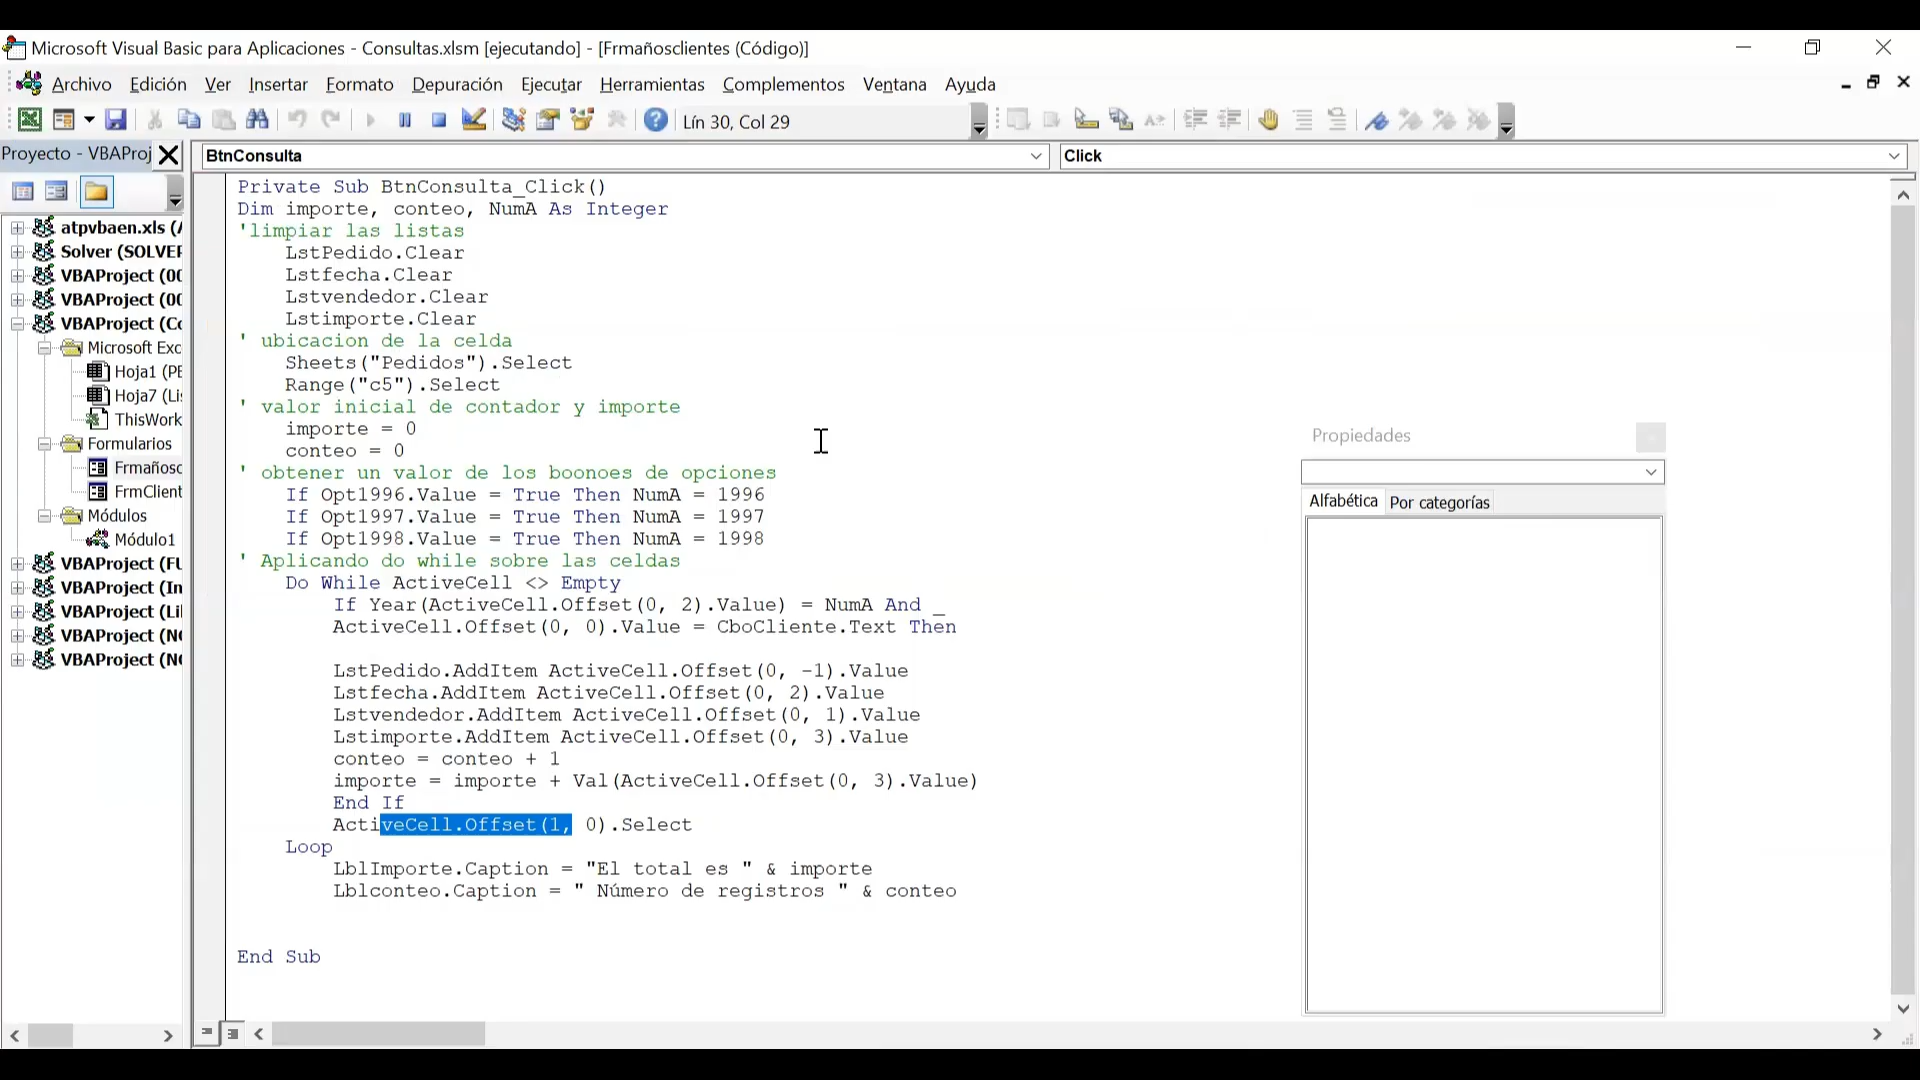 Microsoft Visual Basic para Aplicaciones - Consultas.xlsm [ejecutando] - [Frmañosclientes (Código)]
Archivo Edición Ver Insertar Formato Depuración Ejecutar Herramientas Complementos Ventana Ayuda
Lín 30, Col 29
Proyecto - VBAProj
BtnConsulta
Click
atpvbaen.xls (
Solver (SOLVER
VBAProject (00
VBAProject (00
VBAProject (Co
Microsoft Exc
Hoja1 (PE
Hoja7 (Li
ThisWork
Formularios
Frmañosc
FrmClient
Módulos
Módulo1
VBAProject (FU
VBAProject (In
VBAProject (Li
VBAProject (NO
VBAProject (NO
Private Sub BtnConsulta_Click()
Dim importe, conteo, NumA As Integer
'limpiar las listas
LstPedido.Clear
Lstfecha.Clear
Lstvendedor.Clear
Lstimporte.Clear
' ubicacion de la celda
Sheets("Pedidos").Select
Range("c5").Select
' valor inicial de contador y importe
importe = 0
conteo = 0
' obtener un valor de los boonoes de opciones
If Opt1996.Value = True Then NumA = 1996
If Opt1997.Value = True Then NumA = 1997
If Opt1998.Value = True Then NumA = 1998
' Aplicando do while sobre las celdas
Do While ActiveCell <> Empty
If Year(ActiveCell.Offset(0, 2).Value) = NumA And _
ActiveCell.Offset(0, 0).Value = CboCliente.Text Then
LstPedido.AddItem ActiveCell.Offset(0, -1).Value
Lstfecha.AddItem ActiveCell.Offset(0, 2).Value
Lstvendedor.AddItem ActiveCell.Offset(0, 1).Value
Lstimporte.AddItem ActiveCell.Offset(0, 3).Value
conteo = conteo + 1
importe = importe + Val(ActiveCell.Offset(0, 3).Value)
End If
ActiveCell.Offset(1, 0).Select
Loop
LblImporte.Caption = "El total es " & importe
Lblconteo.Caption = " Número de registros " & conteo
End Sub
Propiedades
Alfabética Por categorías